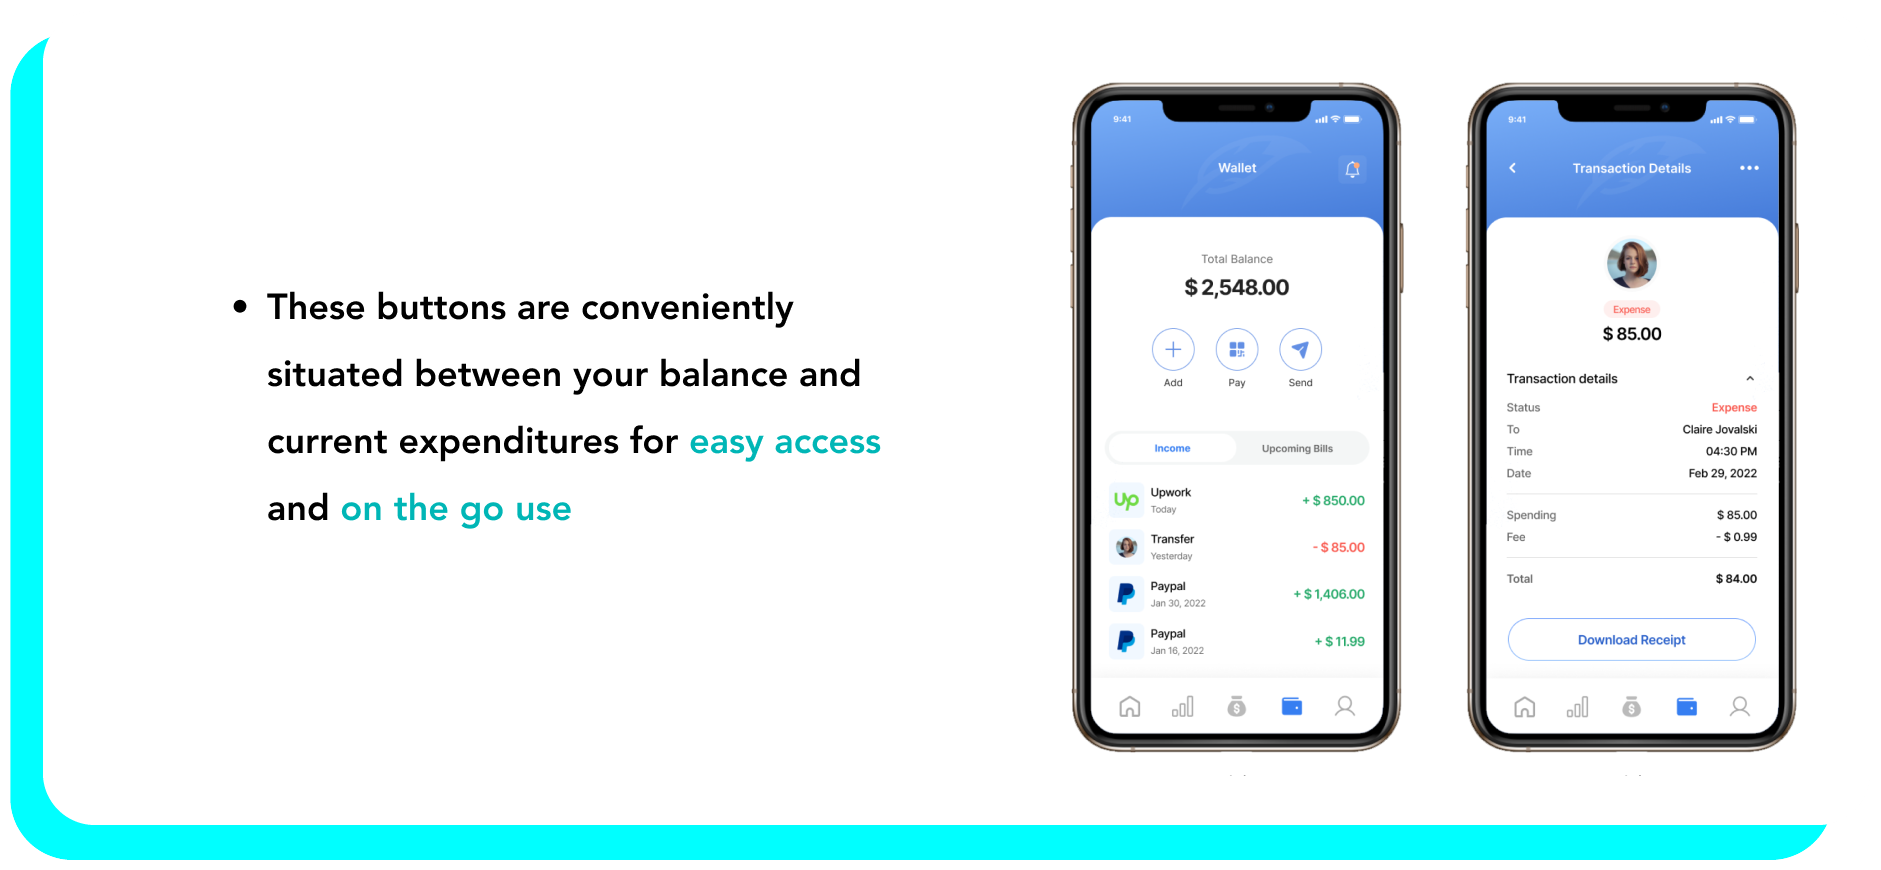 • These buttons are conveniently
situated between your balance and
current expenditures for easy access
and on the go use
9:41
Wallet
Total Balance
$ 2,548.00
Add Pay Send
Income Upcoming Bills
Up
Upwork
Today
+ $ 850.00
Transfer
Yesterday
- $ 85.00
Paypal
Jan 30, 2022
+ $ 1,406.00
Paypal
Jan 16, 2022
+ $ 11.99
9:41
Transaction Details
Expense
$ 85.00
Transaction details
Status Expense
To Claire Jovalski
Time 04:30 PM
Date Feb 29, 2022
Spending $ 85.00
Fee - $ 0.99
Total $ 84.00
Download Receipt